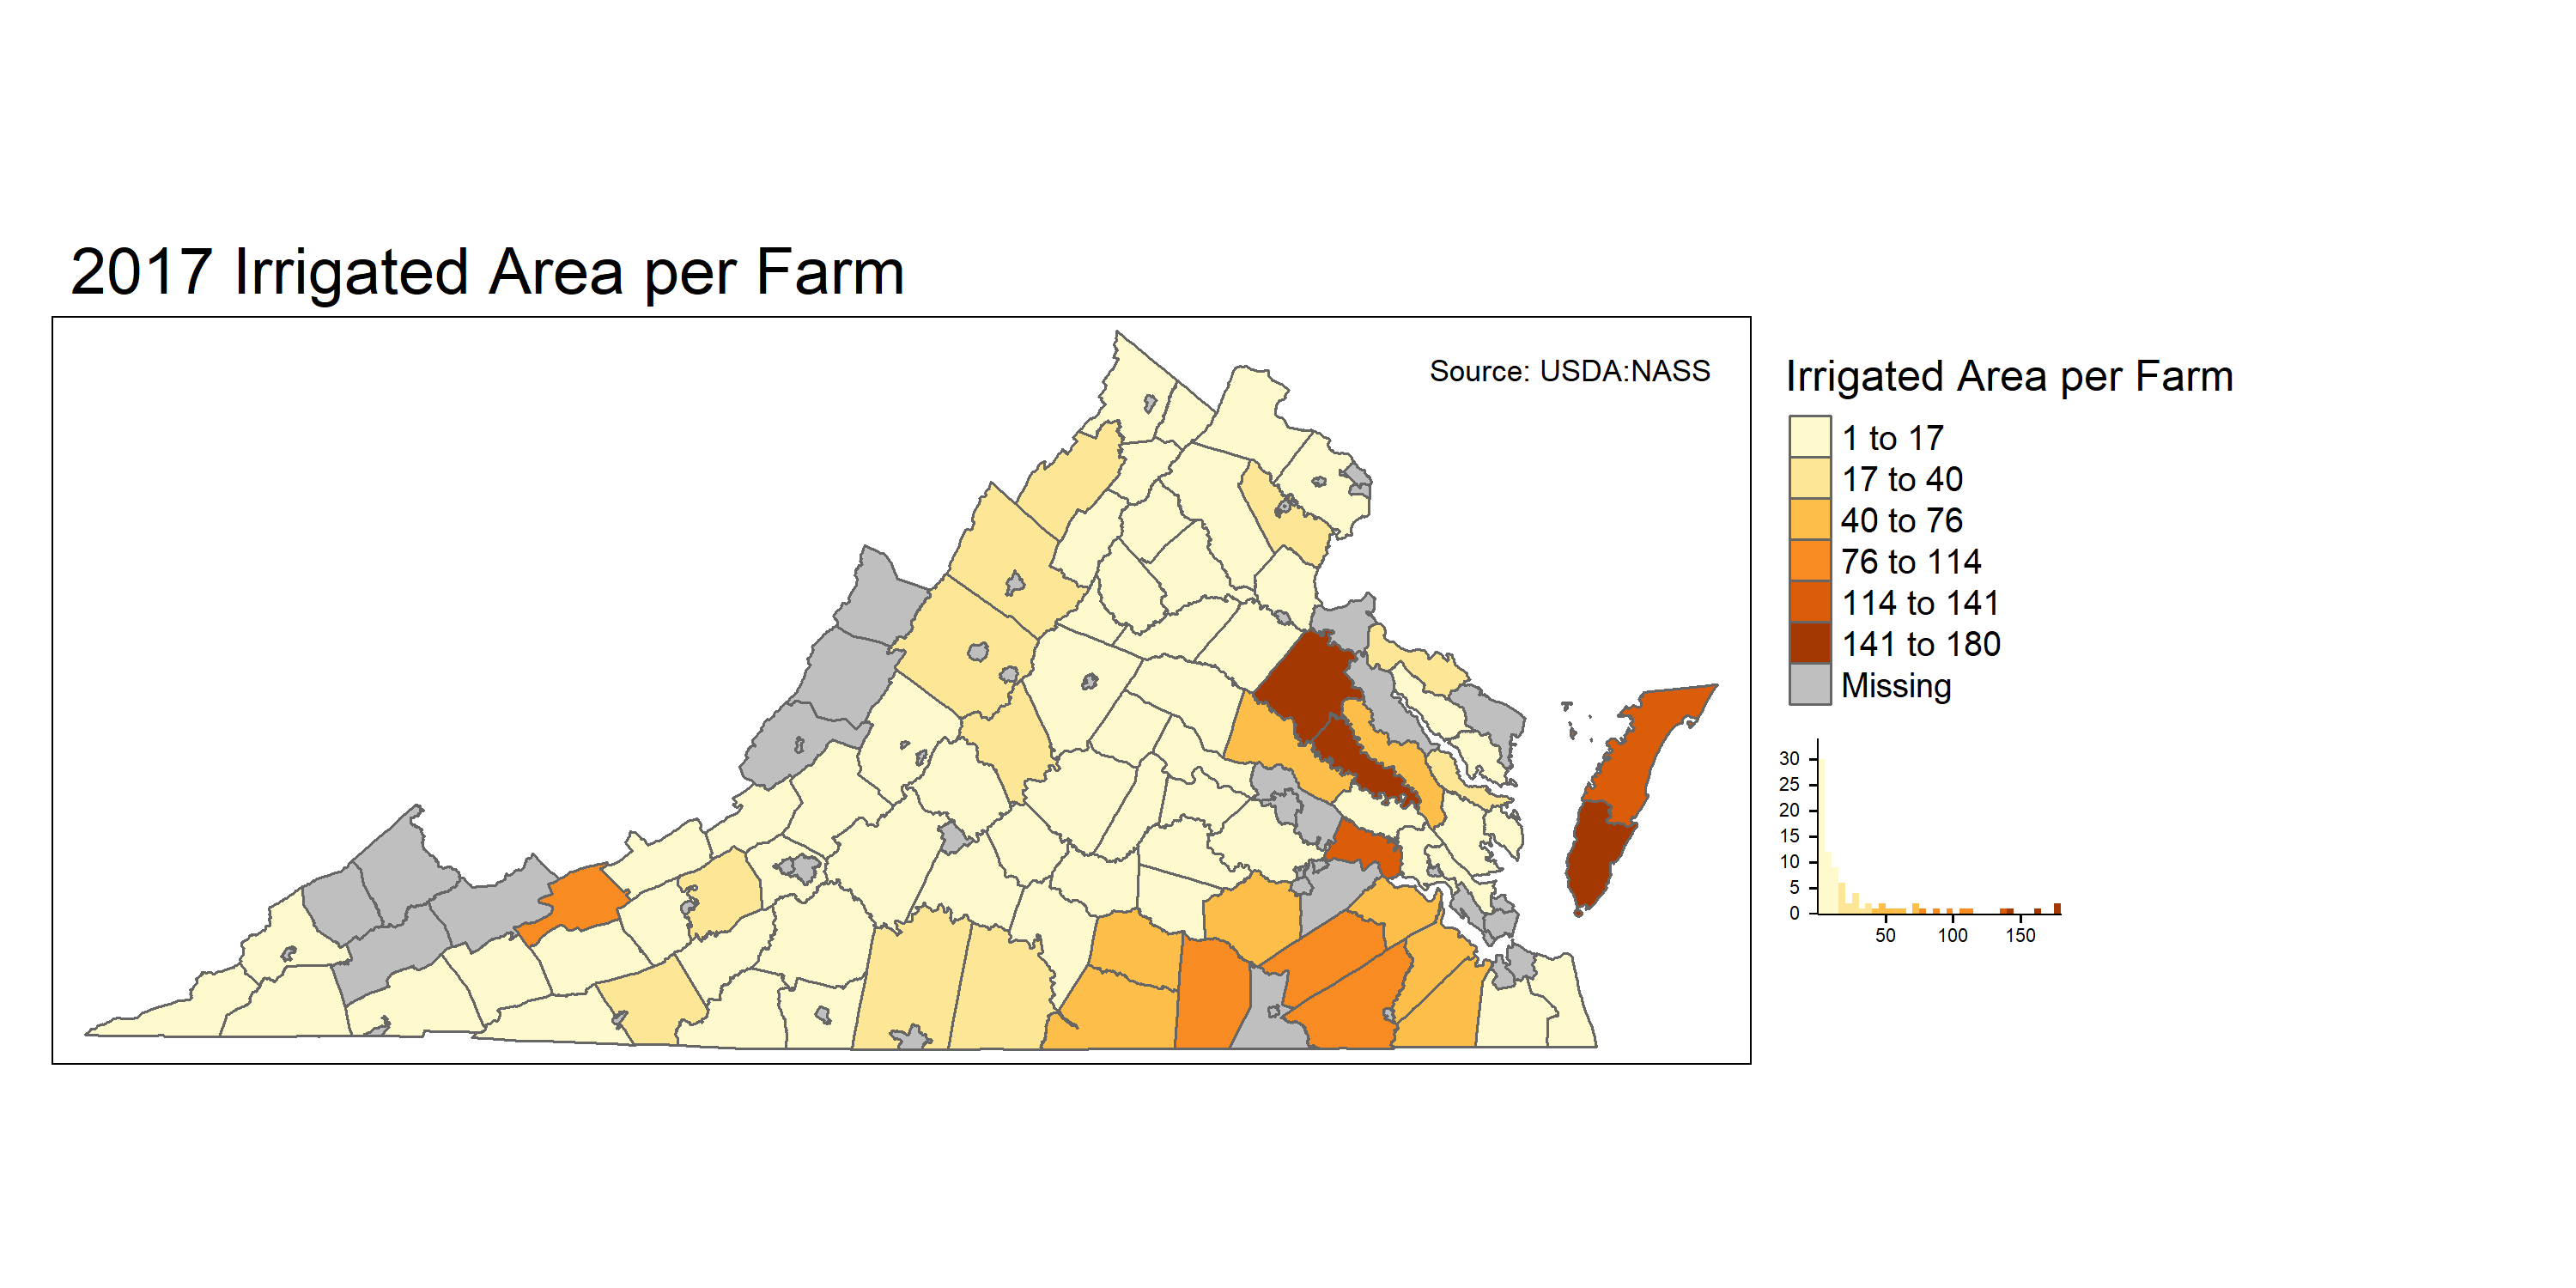 2017 Irrigated Area per Farm
Source: USDA:NASS
Irrigated Area per Farm
1 to 17
17 to 40
40 to 76
76 to 114
114 to 141
141 to 180
Missing
30
25
20
15
10
5
0
50 100 150